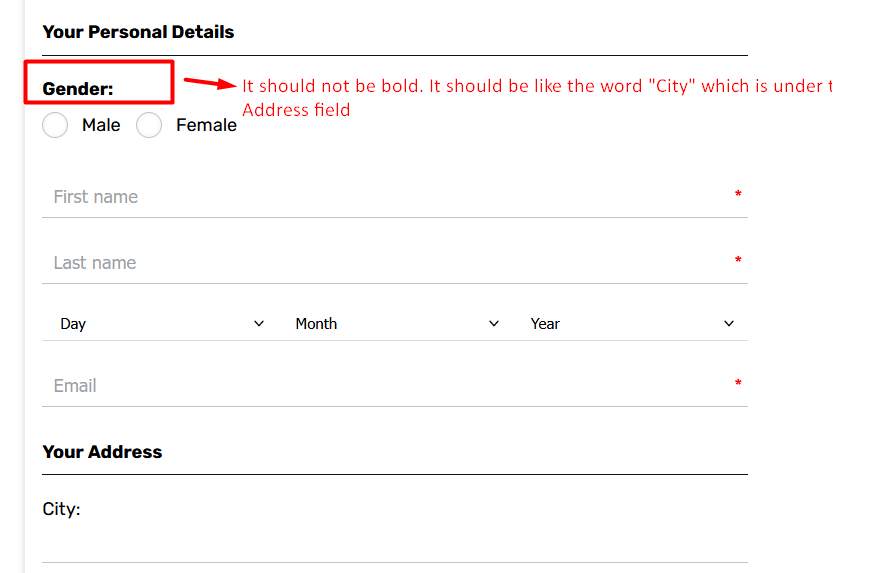 Your Personal Details
Gender:
It should not be bold. It should be like the word "City" which is under
Address field
Male Female
First name *
Last name *
Day Month Year
Email *
Your Address
City: